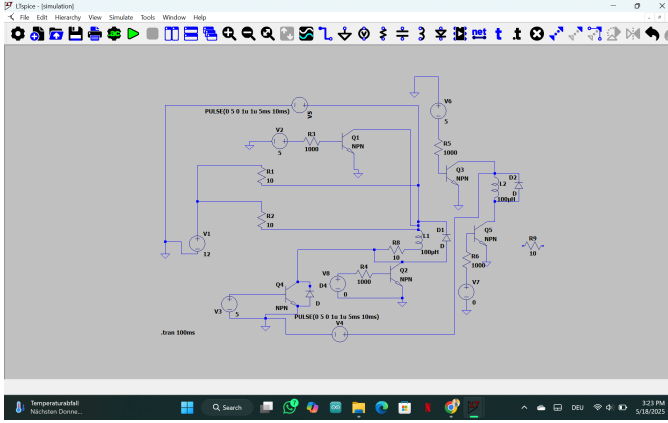 LTspice - [simulation]
File Edit Hierarchy View Simulate Tools Window Help
.ac
net t .t
V6
5
PULSE(0 5 0 1u 1u 5ms 10ms)
V5
V2
5
R3
1000
Q1
NPN
R5
1000
R1
10
Q3
NPN
D2
D
L2
100µH
R2
10
V1
12
L1
100µH
D1
D
R8
10
Q5
NPN
R9
10
R6
1000
R4
1000
Q2
NPN
V8
0
Q4
NPN
D4
D
V7
0
V3
5
PULSE(0 5 0 1u 1u 5ms 10ms)
V4
.tran 100ms
Temperaturabfall
Nächsten Donne...
Search
DEU
3:23 PM
5/18/2025